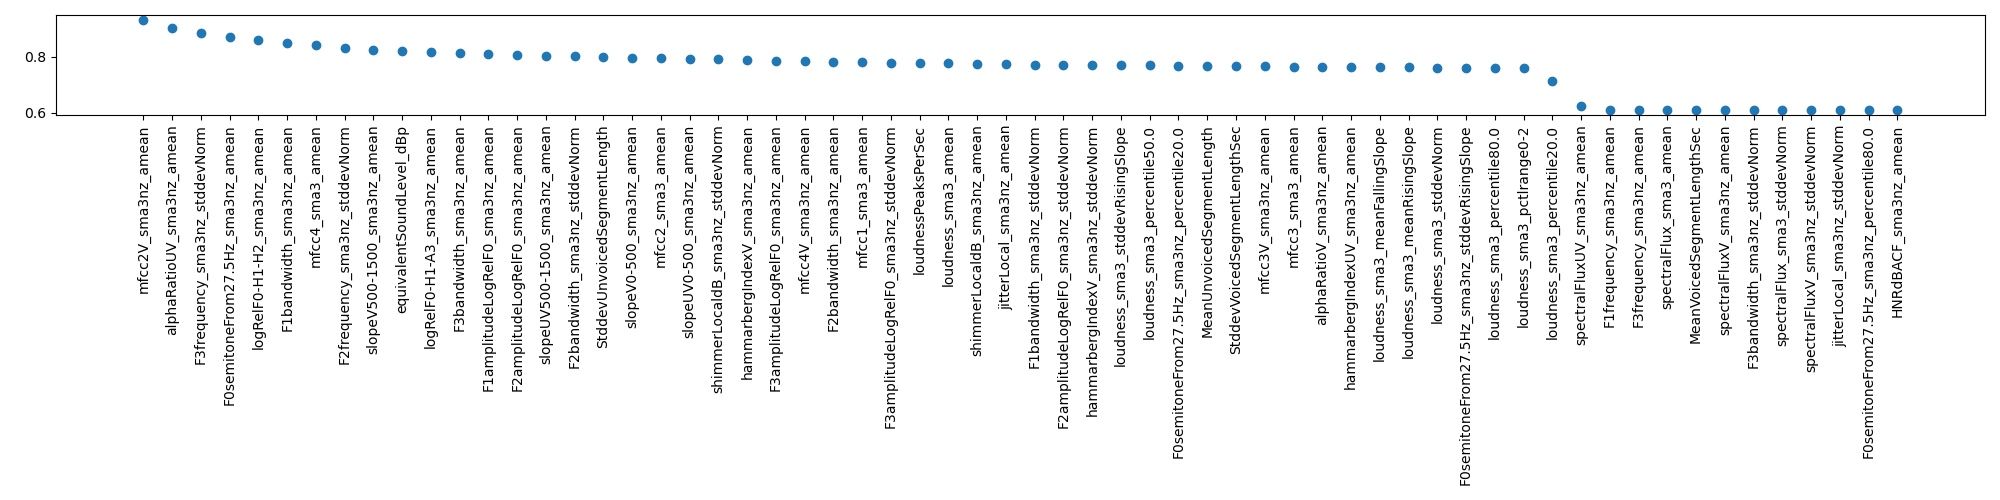 0.8
0.6
mfcc2V_sma3nz_amean
alphaRatioUV_sma3nz_amean
F3frequency_sma3nz_stddevNorm
F0semitoneFrom27.5Hz_sma3nz_amean
logRelF0-H1-H2_sma3nz_amean
F1bandwidth_sma3nz_amean
mfcc4_sma3_amean
F2frequency_sma3nz_stddevNorm
slopeV500-1500_sma3nz_amean
equivalentSoundLevel_dBp
logRelF0-H1-A3_sma3nz_amean
F3bandwidth_sma3nz_amean
F1amplitudeLogRelF0_sma3nz_amean
F2amplitudeLogRelF0_sma3nz_amean
slopeUV500-1500_sma3nz_amean
F2bandwidth_sma3nz_stddevNorm
StddevUnvoicedSegmentLength
slopeV0-500_sma3nz_amean
mfcc2_sma3_amean
slopeUV0-500_sma3nz_amean
shimmerLocaldB_sma3nz_stddevNorm
hammarbergIndexV_sma3nz_amean
F3amplitudeLogRelF0_sma3nz_amean
mfcc4V_sma3nz_amean
F2bandwidth_sma3nz_amean
mfcc1_sma3_amean
F3amplitudeLogRelF0_sma3nz_stddevNorm
loudnessPeaksPerSec
loudness_sma3_amean
shimmerLocaldB_sma3nz_amean
jitterLocal_sma3nz_amean
F1bandwidth_sma3nz_stddevNorm
F2amplitudeLogRelF0_sma3nz_stddevNorm
hammarbergIndexV_sma3nz_stddevNorm
loudness_sma3_stddevRisingSlope
loudness_sma3_percentile50.0
F0semitoneFrom27.5Hz_sma3nz_percentile20.0
MeanUnvoicedSegmentLength
StddevVoicedSegmentLengthSec
mfcc3V_sma3nz_amean
mfcc3_sma3_amean
alphaRatioV_sma3nz_amean
hammarbergIndexUV_sma3nz_amean
loudness_sma3_meanFallingSlope
loudness_sma3_meanRisingSlope
loudness_sma3_stddevNorm
F0semitoneFrom27.5Hz_sma3nz_stddevRisingSlope
loudness_sma3_percentile80.0
loudness_sma3_pctlrange0-2
loudness_sma3_percentile20.0
spectralFluxUV_sma3nz_amean
F1frequency_sma3nz_amean
F3frequency_sma3nz_amean
spectralFlux_sma3_amean
MeanVoicedSegmentLengthSec
spectralFluxV_sma3nz_amean
F3bandwidth_sma3nz_stddevNorm
spectralFlux_sma3_stddevNorm
spectralFluxV_sma3nz_stddevNorm
jitterLocal_sma3nz_stddevNorm
F0semitoneFrom27.5Hz_sma3nz_percentile80.0
HNRdBACF_sma3nz_amean